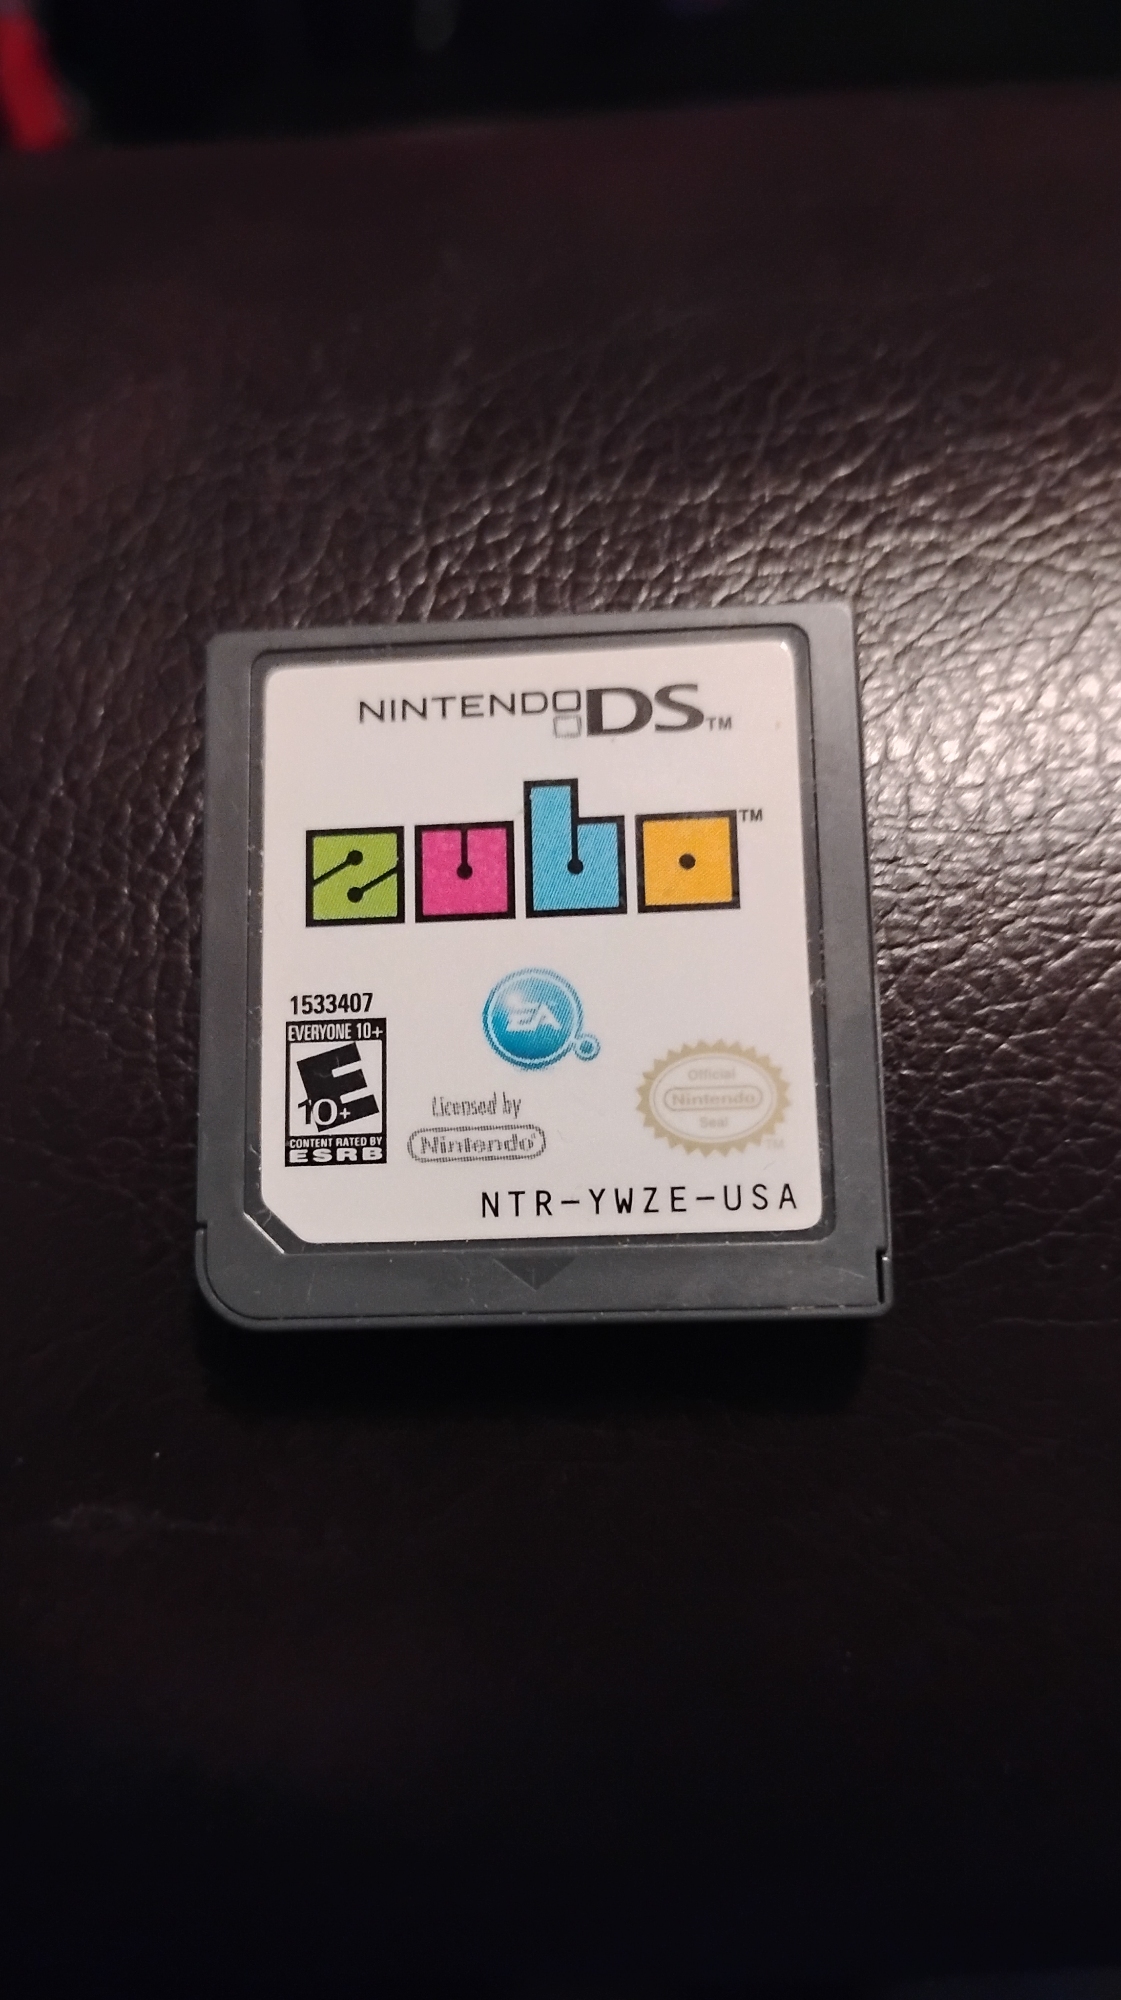 NINTENDO DS™
zubo™
1533407
EVERYONE 10+
E
10+
CONTENT RATED BY
ESRB
EA
Licensed by
Nintendo®
Official
Nintendo
Seal
TM
NTR-YWZE-USA